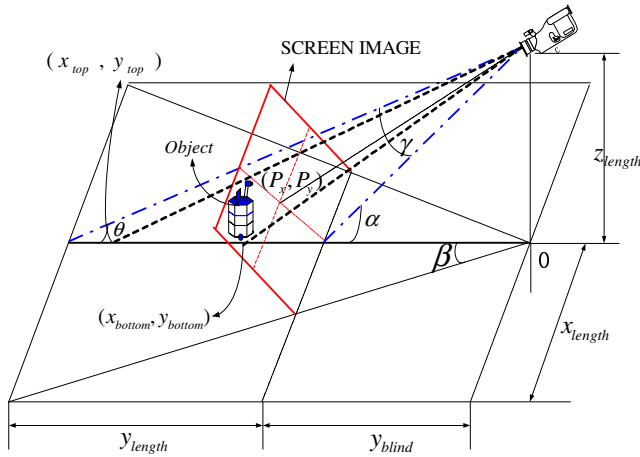 SCREEN IMAGE
( x_top , y_top )
Object
(P_x, P_y)
γ
z_length
θ
α
β
0
(x_bottom, y_bottom)
x_length
y_length
y_blind